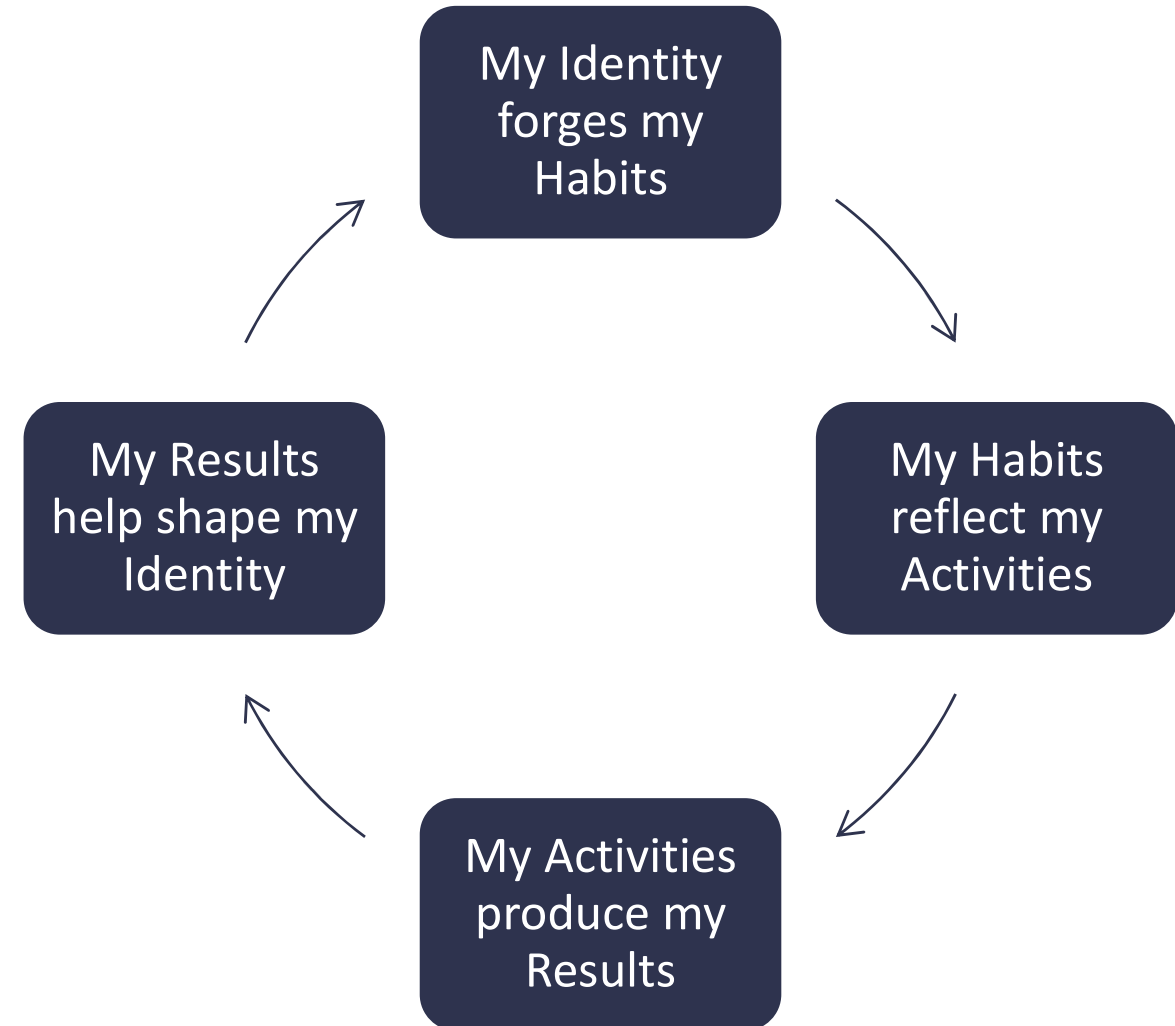 My Identity
forges my
Habits
My Habits
reflect my
Activities
My Activities
produce my
Results
My Results
help shape my
Identity